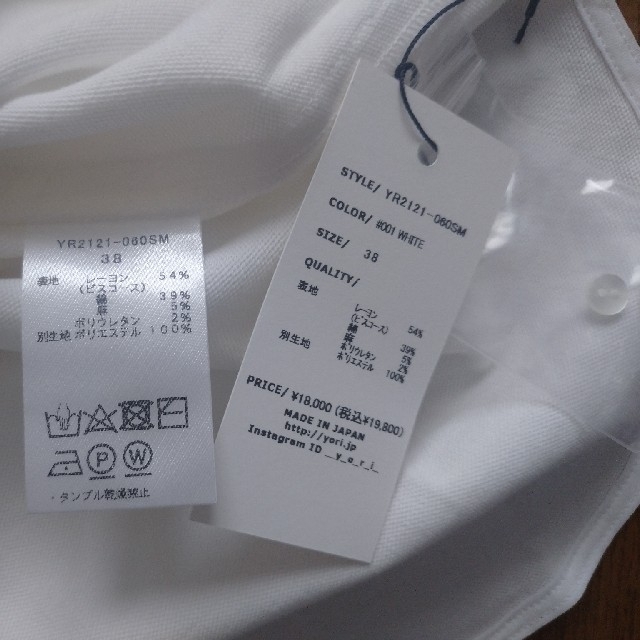 YR2121-060SM
38
表地 レーヨン 54%
(ビスコース)
綿 39%
麻 5%
ポリウレタン 2%
別生地 ポリエステル 100%
P W
・タンブル乾燥禁止
STYLE/ YR2121-060SM
COLOR/ #001 WHITE
SIZE/ 38
QUALITY/
表地
レーヨン 54%
(ビスコース)
綿 39%
麻 5%
ポリウレタン 2%
別生地 ポリエステル 100%
PRICE/ ¥18,000 (税込¥19,800)
MADE IN JAPAN
http://yori.jp
Instagram ID _y_o_r_i_